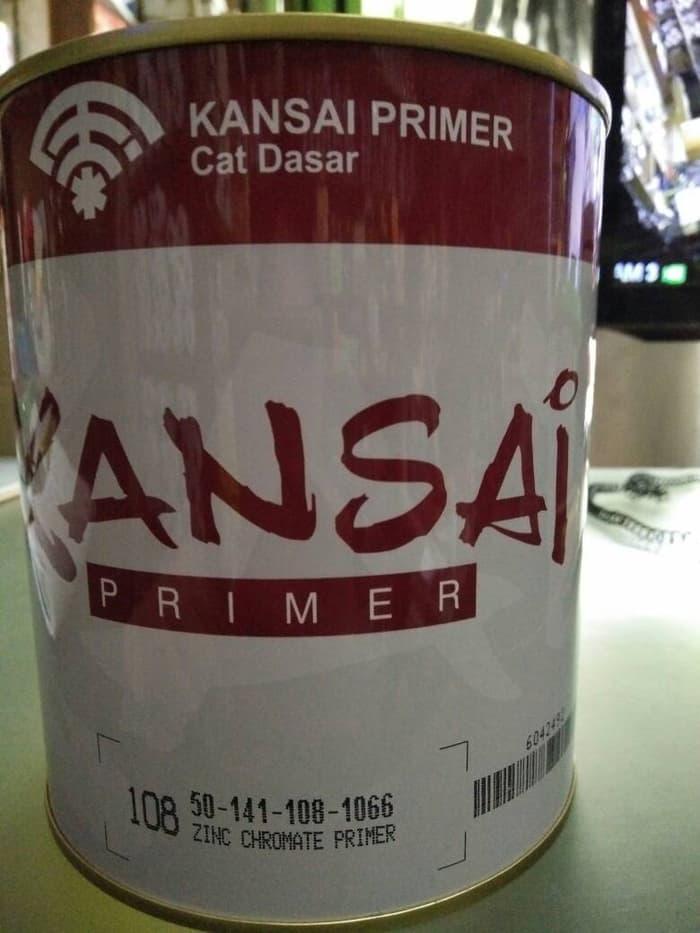 KANSAI PRIMER
Cat Dasar
KANSAI
PRIMER
108 50-141-108-1066
ZINC CHROMATE PRIMER